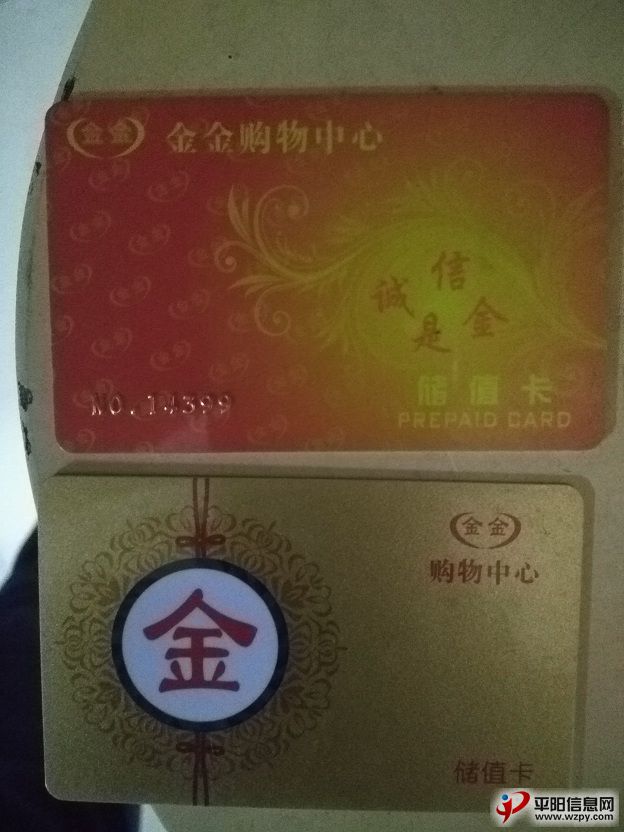 金金 金金购物中心
诚信是金
NO.14399
储值卡
PREPAID CARD
金金
购物中心
金
储值卡
平阳信息网
www.wzpy.com